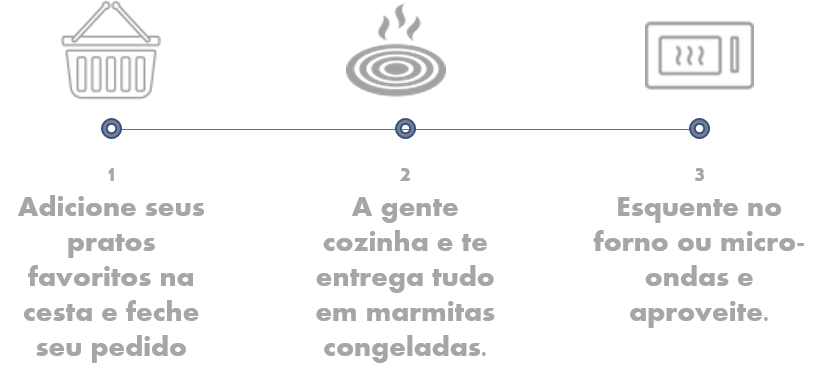 1
Adicione seus
pratos
favoritos na
cesta e feche
seu pedido
2
A gente
cozinha e te
entrega tudo
em marmitas
congeladas.
3
Esquente no
forno ou micro-
ondas e
aproveite.